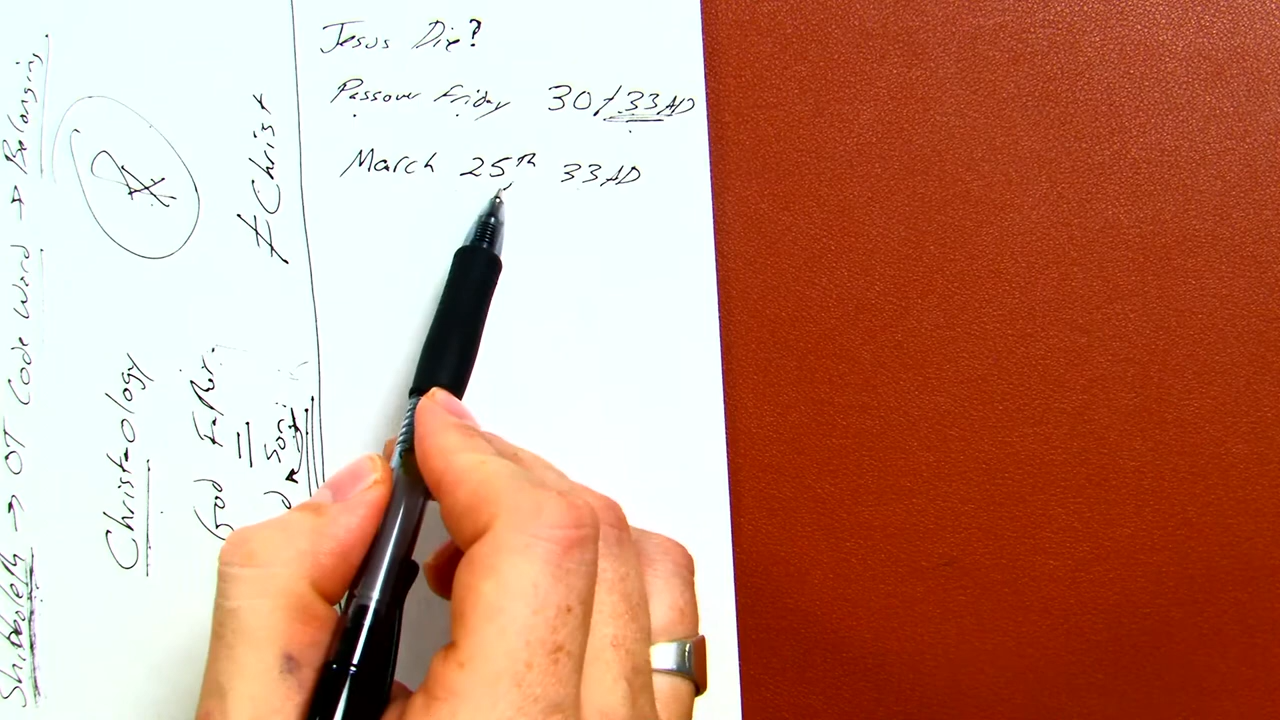 Jesus Die?
Passover Friday 30/33AD
March 25th 33AD
Shibboleth → OT Code Word → Belonging
Christ-ology
≠ Christ
God Father
Son